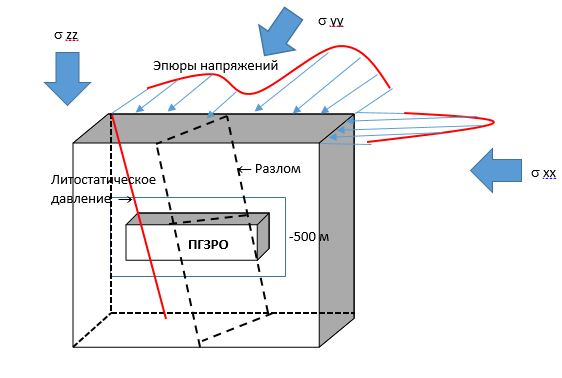 σ zz
σ yy
Эпюры напряжений
σ xx
Разлом
Литостатическое
давление
-500 м
ПГЗРО